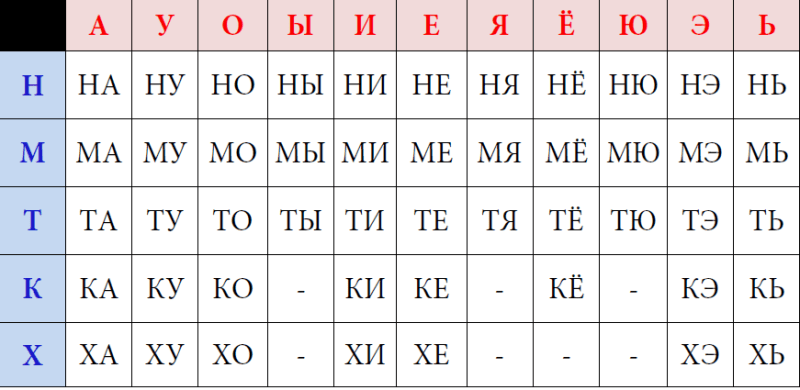 А У О Ы И Е Я Ё Ю Э Ь
Н НА НУ НО НЫ НИ НЕ НЯ НЁ НЮ НЭ НЬ
М МА МУ МО МЫ МИ МЕ МЯ МЁ МЮ МЭ МЬ
Т ТА ТУ ТО ТЫ ТИ ТЕ ТЯ ТЁ ТЮ ТЭ ТЬ
К КА КУ КО - КИ КЕ - КЁ - КЭ КЬ
Х ХА ХУ ХО - ХИ ХЕ - - - ХЭ ХЬ